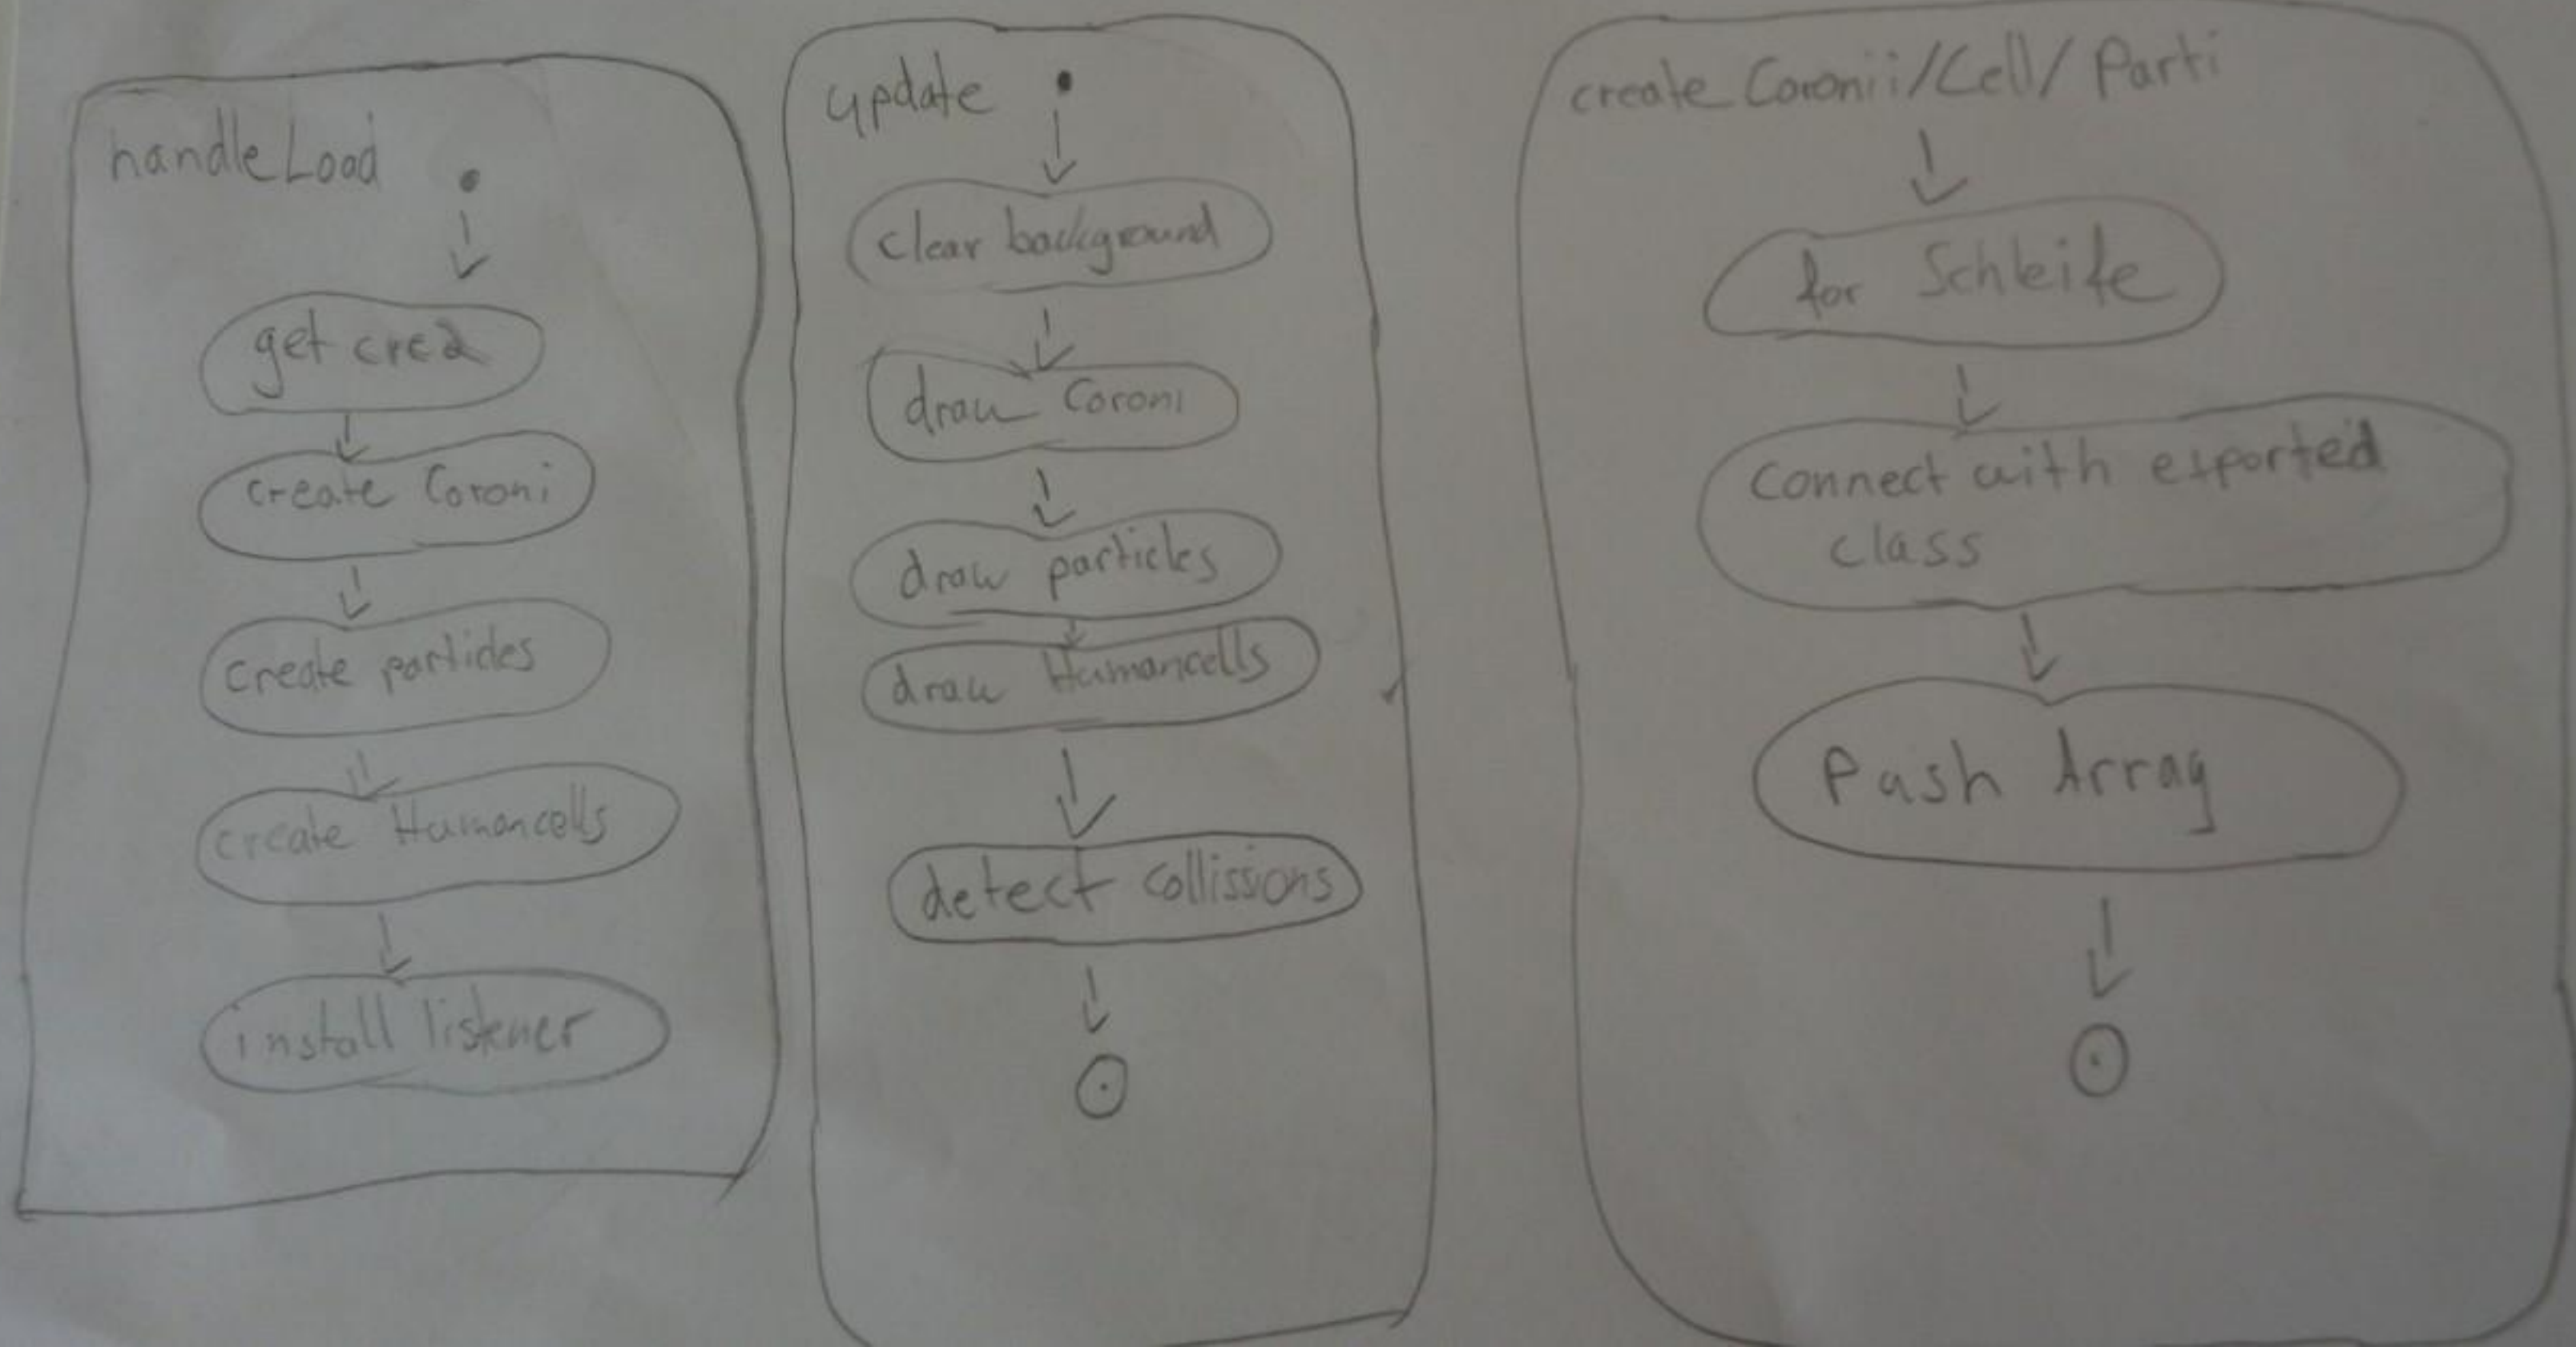 handleLoad
get crc2
create Coroni
create particles
create Humancells
install listener
update
clear background
draw Coroni
draw particles
draw Humancells
detect collissions
create Coronii/Cell/Parti
for Schleife
connect with exported
class
Push Array